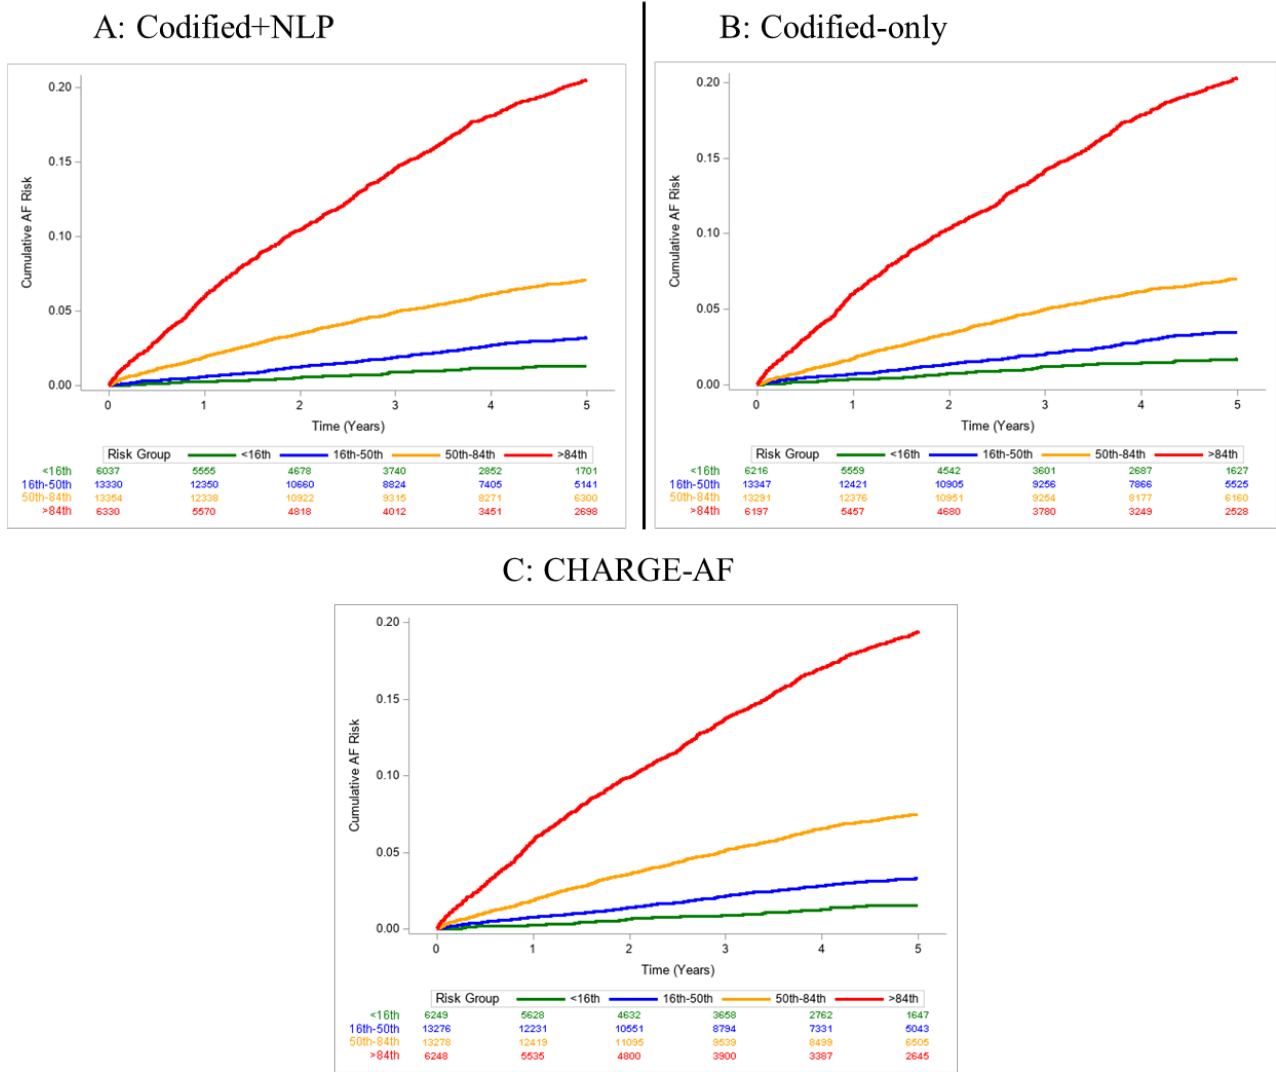 A: Codified+NLP
0.20
0.15
0.10
0.05
0.00
Cumulative AF Risk
0 1 2 3 4 5
Time (Years)
Risk Group <16th 16th-50th 50th-84th >84th
<16th 6037 5555 4678 3740 2852 1701
16th-50th 13330 12350 10660 8824 7405 5141
50th-84th 13354 12338 10922 9315 8271 6300
>84th 6330 5570 4818 4012 3451 2698
B: Codified-only
0.20
0.15
0.10
0.05
0.00
Cumulative AF Risk
0 1 2 3 4 5
Time (Years)
Risk Group <16th 16th-50th 50th-84th >84th
<16th 6216 5559 4542 3601 2687 1627
16th-50th 13347 12421 10905 9256 7866 5525
50th-84th 13291 12376 10951 9254 8177 6160
>84th 6197 5457 4680 3780 3249 2528
C: CHARGE-AF
0.20
0.15
0.10
0.05
0.00
Cumulative AF Risk
0 1 2 3 4 5
Time (Years)
Risk Group <16th 16th-50th 50th-84th >84th
<16th 6249 5628 4632 3658 2762 1647
16th-50th 13276 12231 10551 8794 7331 5043
50th-84th 13278 12419 11095 9539 8499 6505
>84th 6248 5535 4800 3900 3387 2645